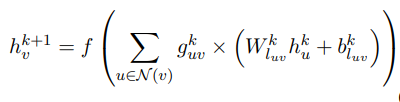 h_v^{k+1} = f \left( \sum_{u \in \mathcal{N}(v)} g_{uv}^k \times \left( W_{l_{uv}}^k h_u^k + b_{l_{uv}}^k \right) \right)